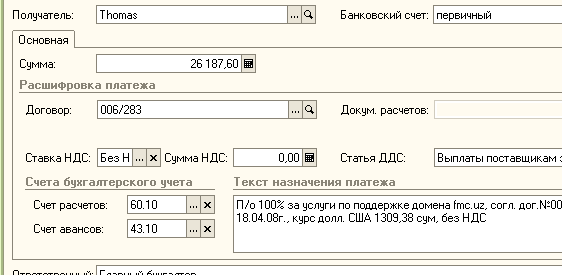 Получатель: Thomas ... Банковский счет: первичный
Основная
Сумма: 26 187,60
Расшифровка платежа
Договор: 006/283 ... Докум. расчетов:
Ставка НДС: Без Н ... × Сумма НДС: 0,00 Статья ДДС: Выплаты поставщикам
Счета бухгалтерского учета Текст назначения платежа
Счет расчетов: 60.10 ... ×
Счет авансов: 43.10 ... ×
П/о 100% за услуги по поддержке домена fmc.uz, согл. дог.№00
18.04.08г., курс долл. США 1309,38 сум, без НДС
Ответственный: Главный бухгалтер